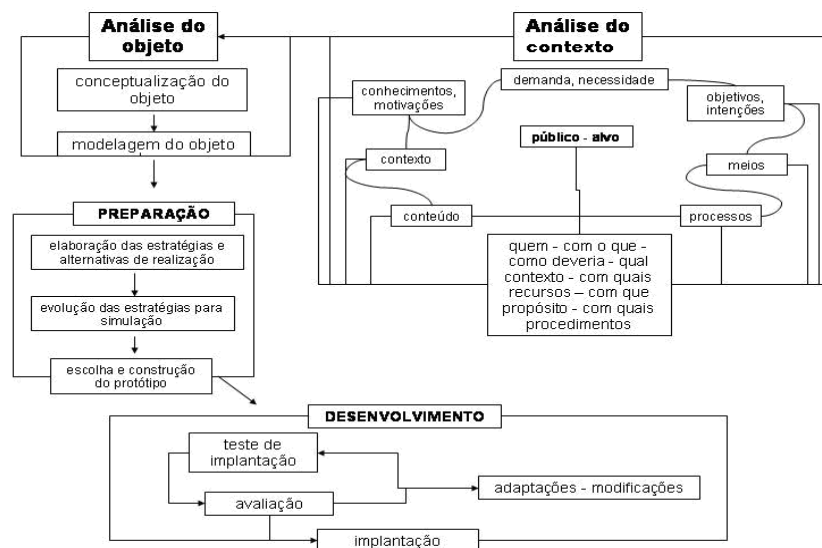 Análise do
objeto
conceptualização do
objeto
modelagem do objeto
Análise do
contexto
demanda, necessidade
conhecimentos,
motivações
objetivos,
intenções
público - alvo
contexto
meios
conteúdo
processos
quem - com o que -
como deveria - qual
contexto - com quais
recursos – com que
propósito - com quais
procedimentos
PREPARAÇÃO
elaboração das estratégias e
alternativas de realização
evolução das estratégias para
simulação
escolha e construção
do protótipo
DESENVOLVIMENTO
teste de
implantação
avaliação
adaptações - modificações
implantação